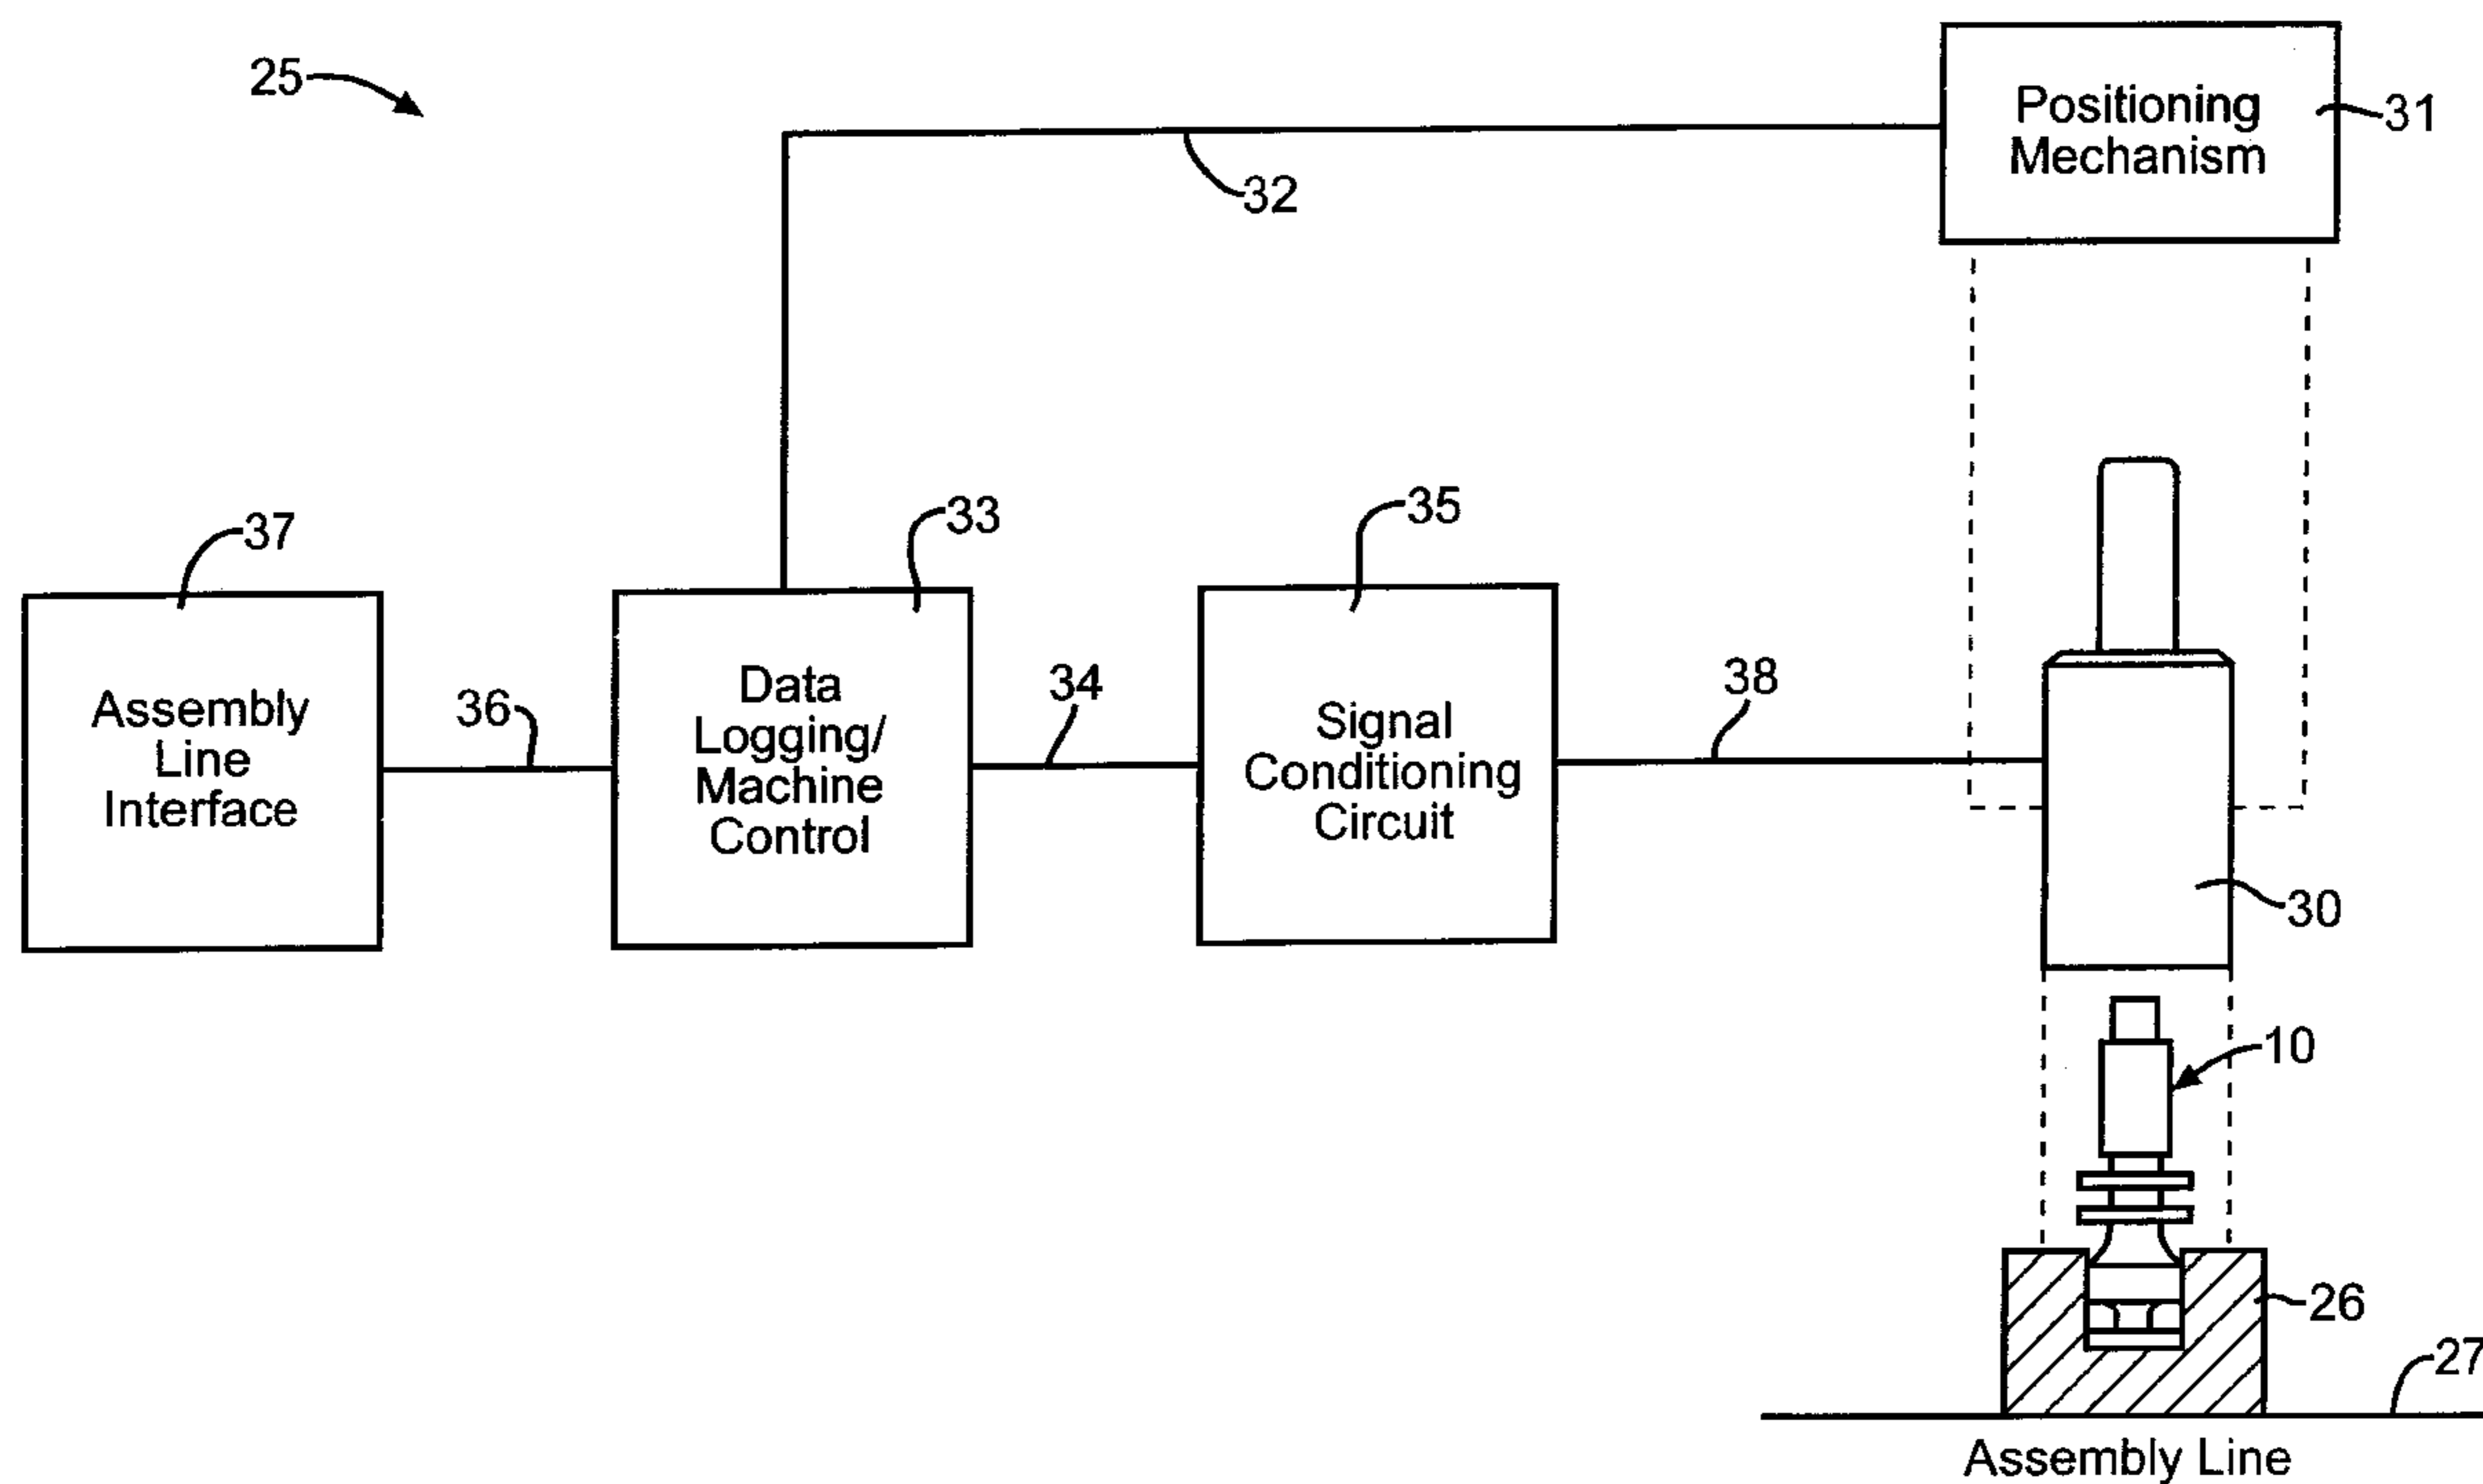 25
Positioning
Mechanism
31
32
37
33
35
Assembly
Line
Interface
36
Data
Logging/
Machine
Control
34
Signal
Conditioning
Circuit
38
30
10
26
27
Assembly Line